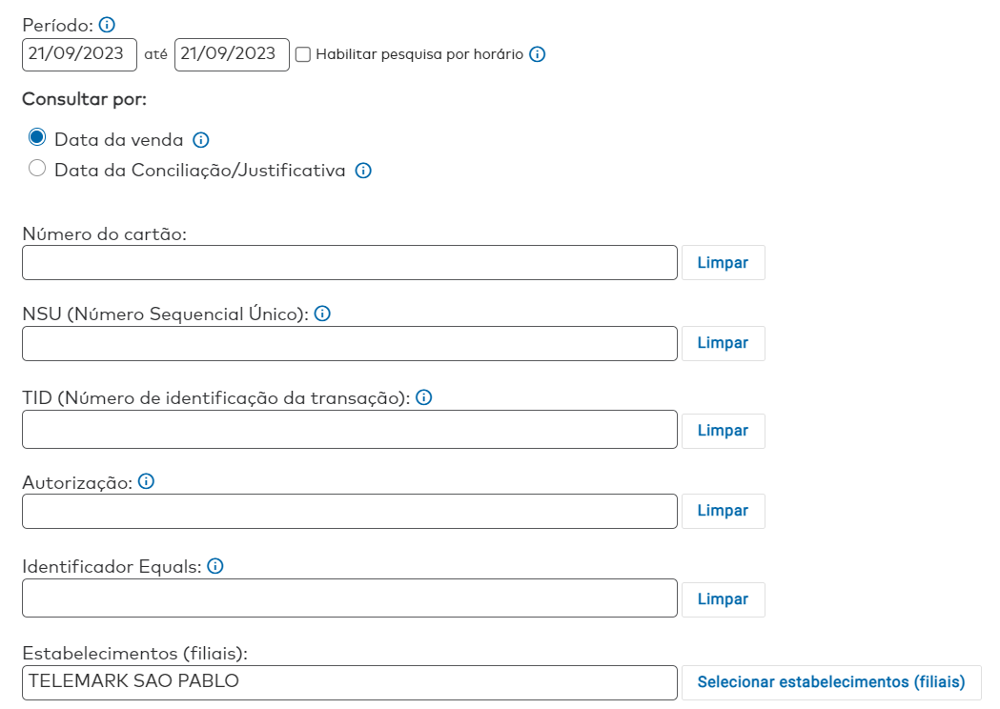 Período:
21/09/2023 até 21/09/2023 Habilitar pesquisa por horário
Consultar por:
Data da venda
Data da Conciliação/Justificativa
Número do cartão:
Limpar
NSU (Número Sequencial Único):
Limpar
TID (Número de identificação da transação):
Limpar
Autorização:
Limpar
Identificador Equals:
Limpar
Estabelecimentos (filiais):
TELEMARK SAO PABLO Selecionar estabelecimentos (filiais)